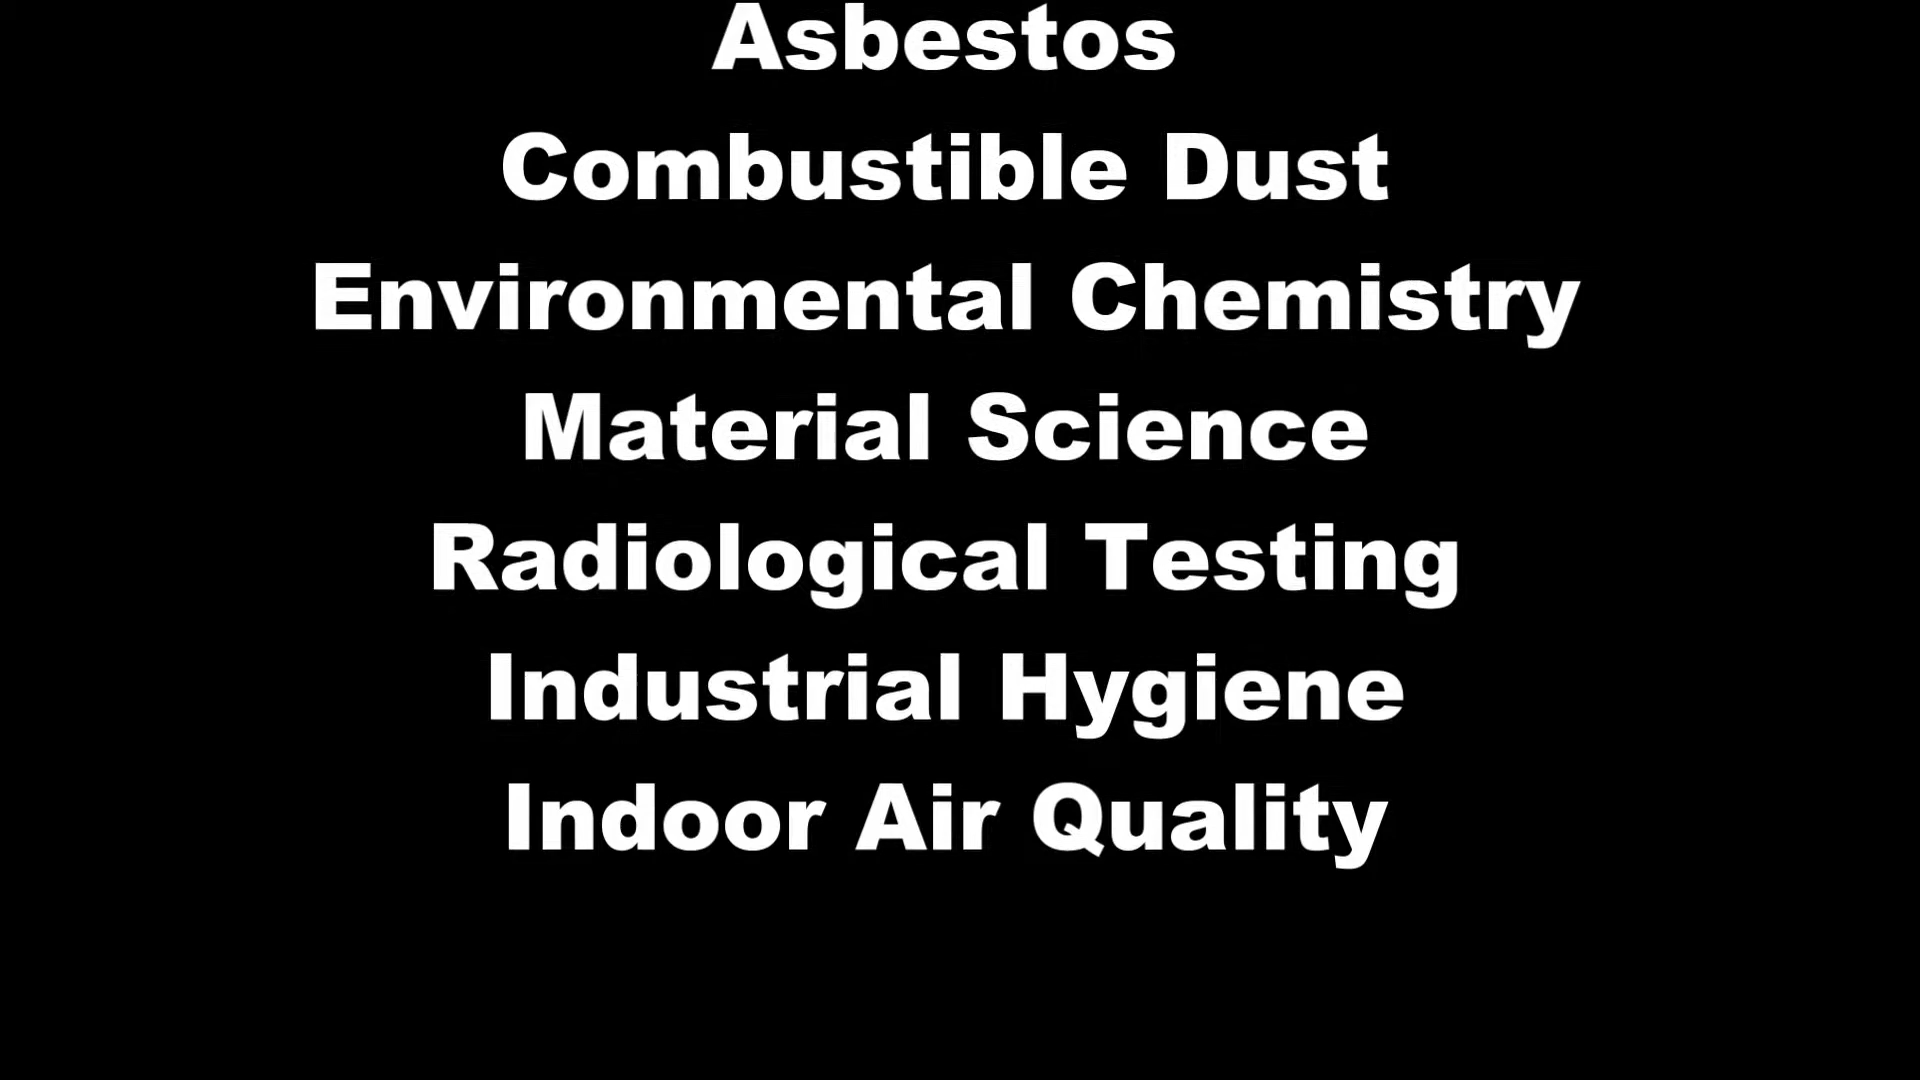 Asbestos
Combustible Dust
Environmental Chemistry
Material Science
Radiological Testing
Industrial Hygiene
Indoor Air Quality